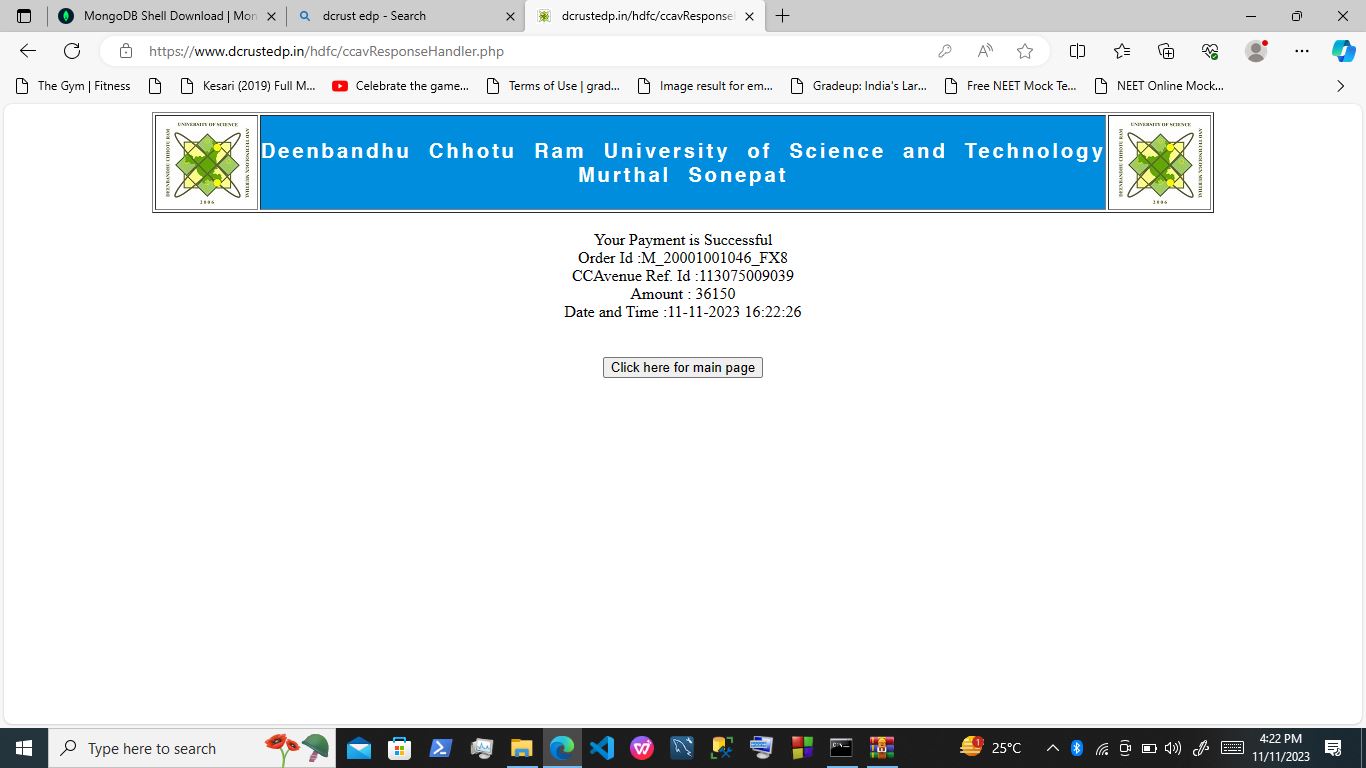 MongoDB Shell Download | Mon
dcrust edp - Search
dcrustedp.in/hdfc/ccavResponseH
https://www.dcrustedp.in/hdfc/ccavResponseHandler.php
The Gym | Fitness
Kesari (2019) Full M...
Celebrate the game...
Terms of Use | grad...
Image result for em...
Gradeup: India's Lar...
Free NEET Mock Te...
NEET Online Mock...
UNIVERSITY OF SCIENCE
DEENBANDHU CHHOTU RAM
AND TECHNOLOGY, MURTHAL
2006
Deenbandhu Chhotu Ram University of Science and Technology
Murthal Sonepat
UNIVERSITY OF SCIENCE
DEENBANDHU CHHOTU RAM
AND TECHNOLOGY, MURTHAL
2006
Your Payment is Successful
Order Id :M_20001001046_FX8
CCAvenue Ref. Id :113075009039
Amount : 36150
Date and Time :11-11-2023 16:22:26
Click here for main page
Type here to search
1
25°C
4:22 PM
11/11/2023